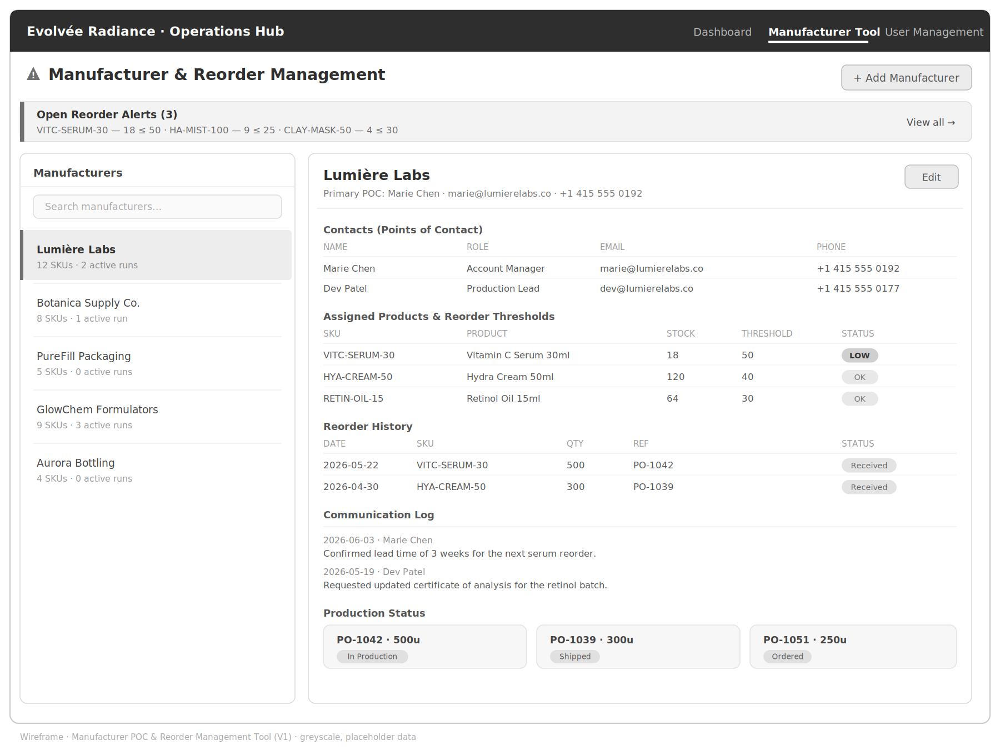 Evolvée Radiance · Operations Hub
Dashboard Manufacturer Tool User Management
! Manufacturer & Reorder Management
+ Add Manufacturer
Open Reorder Alerts (3)
VITC-SERUM-30 — 18 ≤ 50 · HA-MIST-100 — 9 ≤ 25 · CLAY-MASK-50 — 4 ≤ 30
View all →
Manufacturers
Search manufacturers...
Lumière Labs
12 SKUs · 2 active runs
Botanica Supply Co.
8 SKUs · 1 active run
PureFill Packaging
5 SKUs · 0 active runs
GlowChem Formulators
9 SKUs · 3 active runs
Aurora Bottling
4 SKUs · 0 active runs
Lumière Labs
Edit
Primary POC: Marie Chen · marie@lumierelabs.co · +1 415 555 0192
Contacts (Points of Contact)
NAME ROLE EMAIL PHONE
Marie Chen Account Manager marie@lumierelabs.co +1 415 555 0192
Dev Patel Production Lead dev@lumierelabs.co +1 415 555 0177
Assigned Products & Reorder Thresholds
SKU PRODUCT STOCK THRESHOLD STATUS
VITC-SERUM-30 Vitamin C Serum 30ml 18 50 LOW
HYA-CREAM-50 Hydra Cream 50ml 120 40 OK
RETIN-OIL-15 Retinol Oil 15ml 64 30 OK
Reorder History
DATE SKU QTY REF STATUS
2026-05-22 VITC-SERUM-30 500 PO-1042 Received
2026-04-30 HYA-CREAM-50 300 PO-1039 Received
Communication Log
2026-06-03 · Marie Chen
Confirmed lead time of 3 weeks for the next serum reorder.
2026-05-19 · Dev Patel
Requested updated certificate of analysis for the retinol batch.
Production Status
PO-1042 · 500u PO-1039 · 300u PO-1051 · 250u
In Production Shipped Ordered
Wireframe · Manufacturer POC & Reorder Management Tool (V1) · greyscale, placeholder data